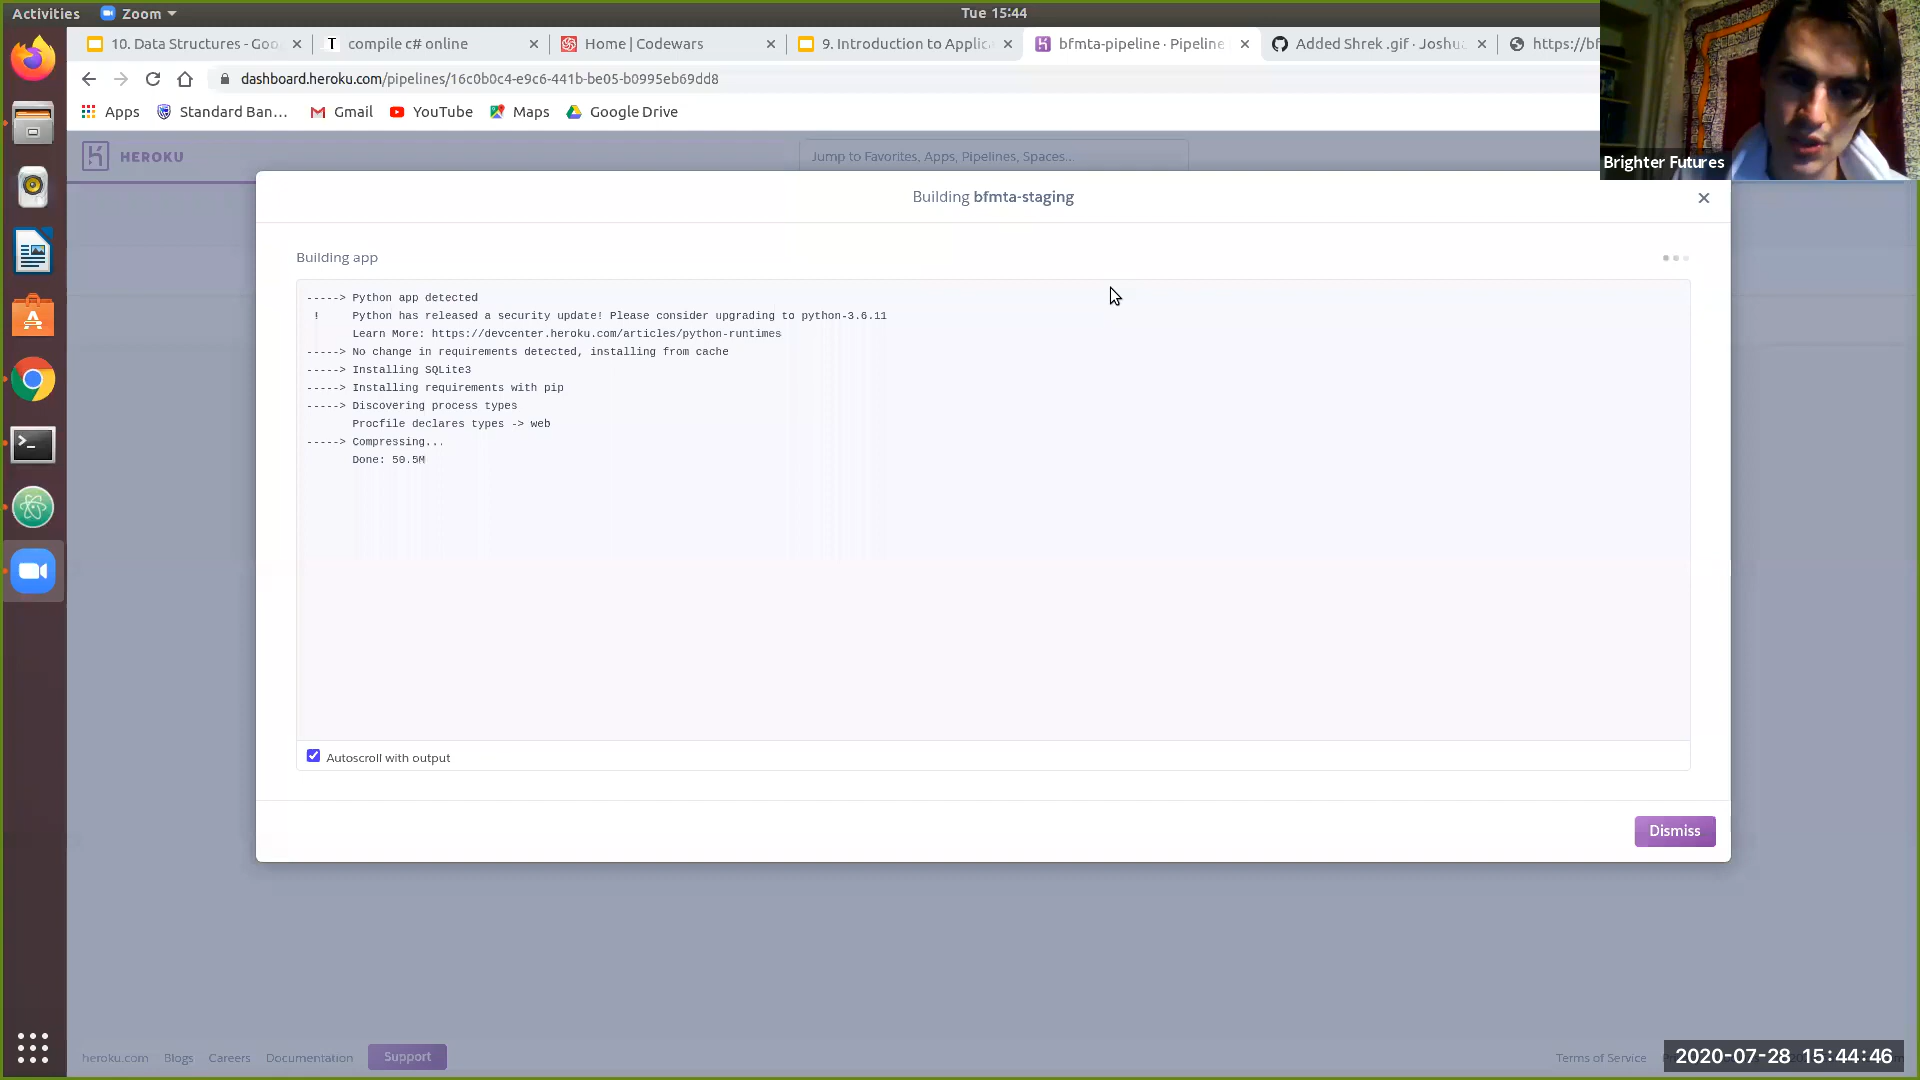 Activities
Zoom
Tue 15:44
10. Data Structures - Goo
compile c# online
Home | Codewars
9. Introduction to Applic
bfmta-pipeline · Pipeline
Added Shrek .gif · Joshu
https://bf
dashboard.heroku.com/pipelines/16c0b0c4-e9c6-441b-be05-b0995eb69dd8
Apps
Standard Ban...
Gmail
YouTube
Maps
Google Drive
HEROKU
Jump to Favorites, Apps, Pipelines, Spaces...
Brighter Futures
Building bfmta-staging
Building app
-----> Python app detected
! Python has released a security update! Please consider upgrading to python-3.6.11
Learn More: https://devcenter.heroku.com/articles/python-runtimes
-----> No change in requirements detected, installing from cache
-----> Installing SQLite3
-----> Installing requirements with pip
-----> Discovering process types
Procfile declares types -> web
-----> Compressing...
Done: 50.5M
Autoscroll with output
Dismiss
heroku.com
Blogs
Careers
Documentation
Support
Terms of Service
2020-07-28 15:44:46